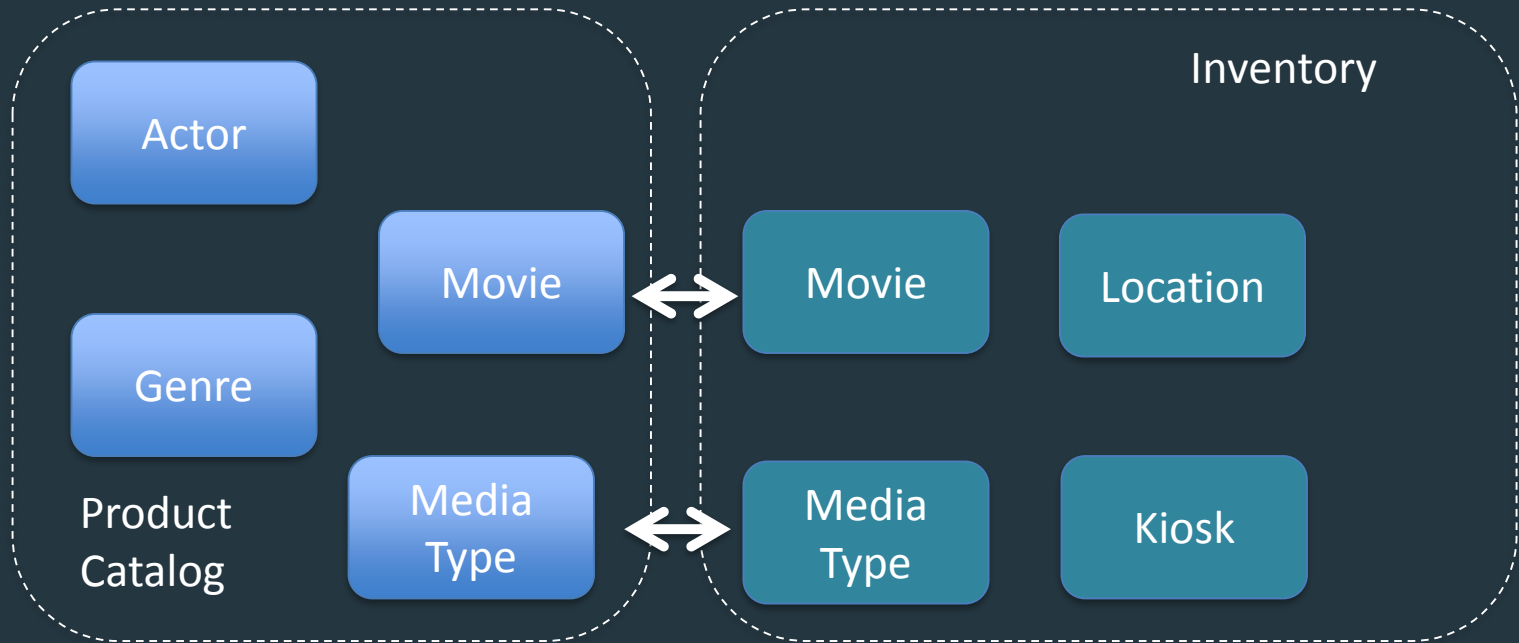 Inventory
Actor
Movie
Movie
Location
Genre
Media
Type
Product
Catalog
Media
Type
Kiosk